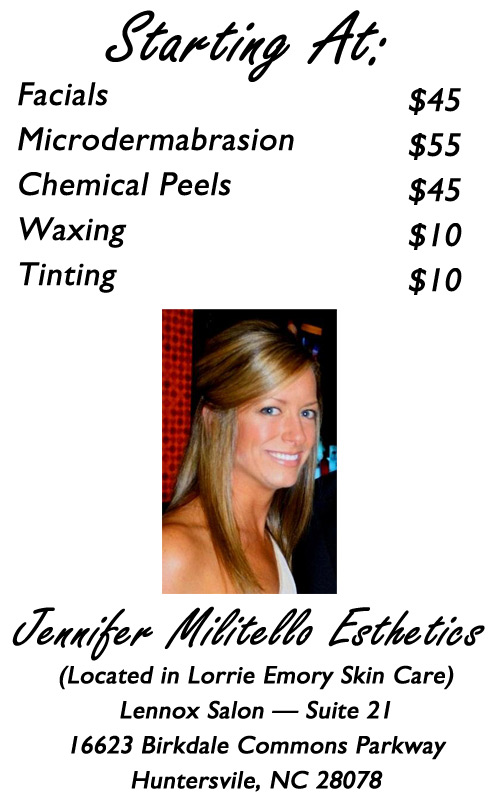 Starting At:
Facials $45
Microdermabrasion $55
Chemical Peels $45
Waxing $10
Tinting $10
Jennifer Militello Esthetics
(Located in Lorrie Emory Skin Care)
Lennox Salon — Suite 21
16623 Birkdale Commons Parkway
Huntersvile, NC 28078